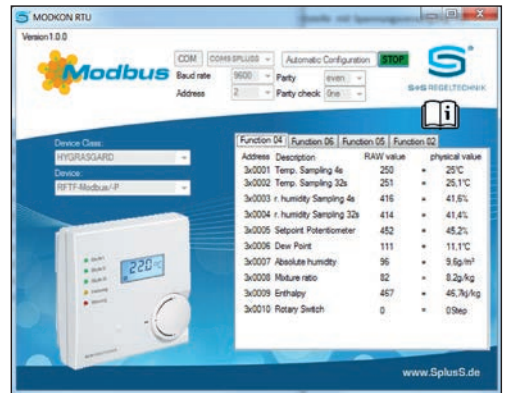 MODKON RTU
Version 1.0.0
Modbus
COM COM9 SPLUSS Automatic Configuration STOP
Baud rate 9600 Party even
Address 2 Party check One
S
S+S REGELTECHNIK
Device Class:
HYGRASGARD
Device:
RFTF-Modbus/-P
22.0 °C
Function 04 Function 06 Function 05 Function 02
Address Description RAW value physical value
3x0001 Temp. Sampling 4s 250 = 25°C
3x0002 Temp. Sampling 32s 251 = 25,1°C
3x0003 r. humidity Sampling 4s 416 = 41,6%
3x0004 r. humidity Sampling 32s 414 = 41,4%
3x0005 Setpoint Potentiometer 452 = 45,2%
3x0006 Dew Point 111 = 11,1°C
3x0007 Absolute humidity 96 = 9,6g/m³
3x0008 Mixture ratio 82 = 8,2g/kg
3x0009 Enthalpy 467 = 46,7kj/kg
3x0010 Rotary Switch 0 = 0Step
www.SplusS.de